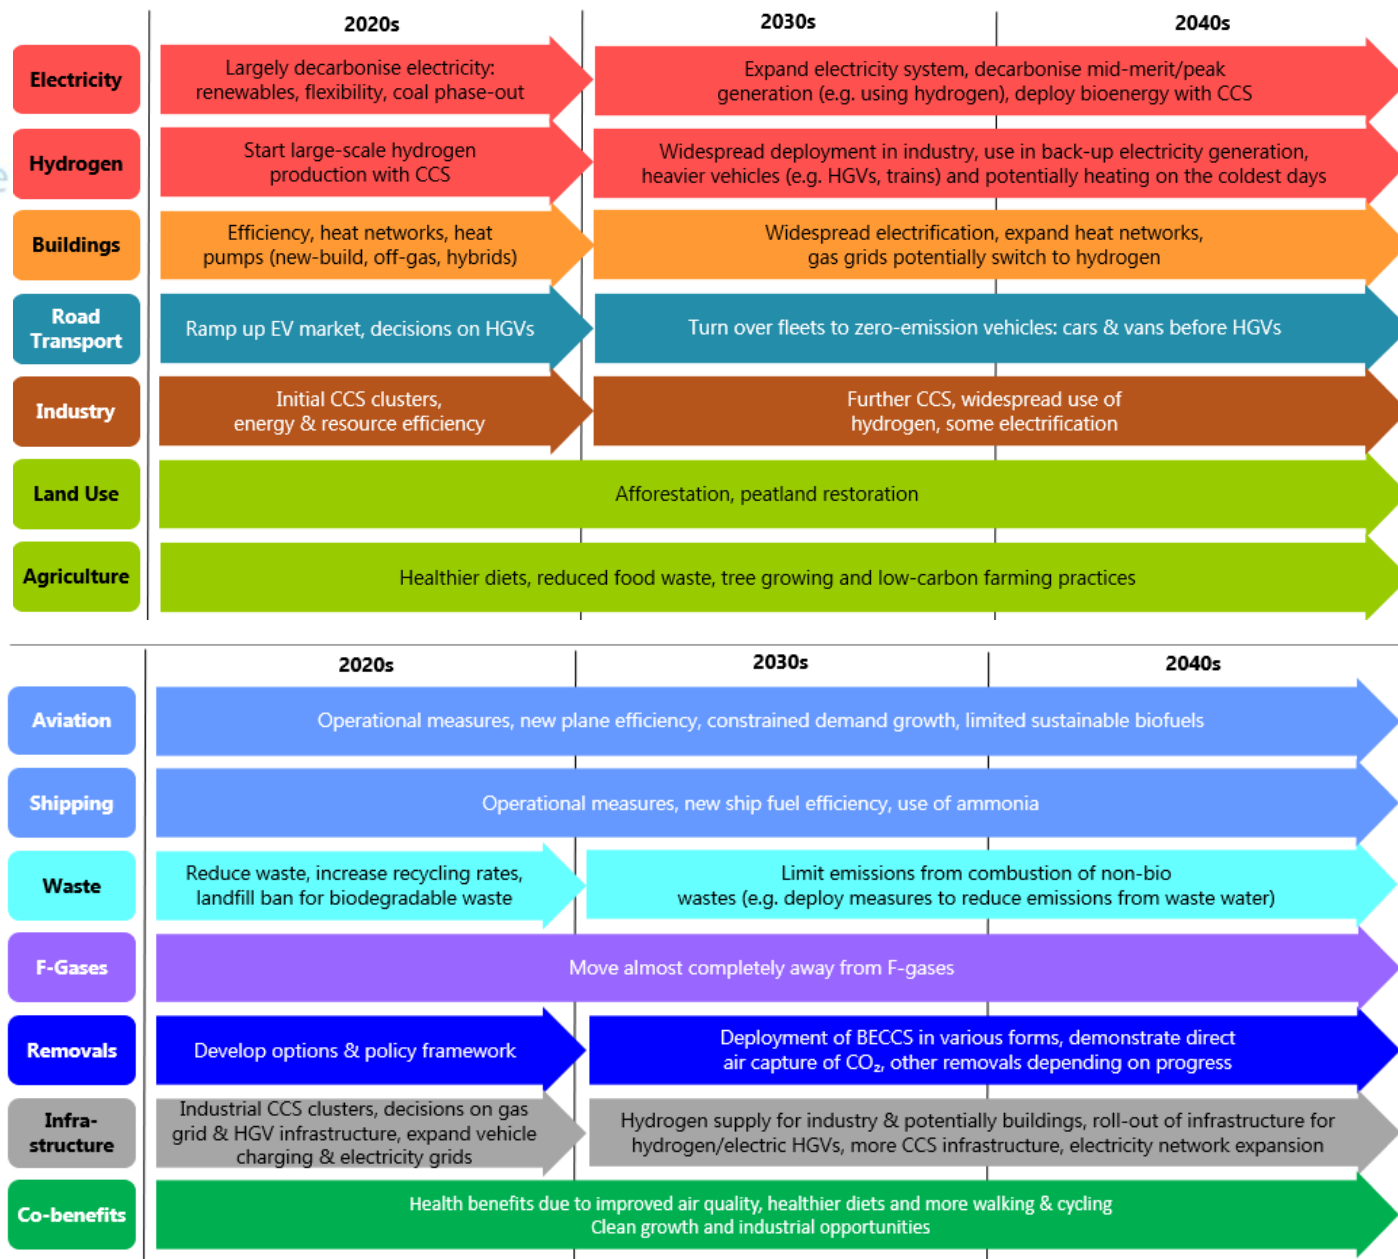 2020s
2030s
2040s
Electricity
Largely decarbonise electricity:
renewables, flexibility, coal phase-out
Expand electricity system, decarbonise mid-merit/peak
generation (e.g. using hydrogen), deploy bioenergy with CCS
Hydrogen
Start large-scale hydrogen
production with CCS
Widespread deployment in industry, use in back-up electricity generation,
heavier vehicles (e.g. HGVs, trains) and potentially heating on the coldest days
Buildings
Efficiency, heat networks, heat
pumps (new-build, off-gas, hybrids)
Widespread electrification, expand heat networks,
gas grids potentially switch to hydrogen
Road
Transport
Ramp up EV market, decisions on HGVs
Turn over fleets to zero-emission vehicles: cars & vans before HGVs
Industry
Initial CCS clusters,
energy & resource efficiency
Further CCS, widespread use of
hydrogen, some electrification
Land Use
Afforestation, peatland restoration
Agriculture
Healthier diets, reduced food waste, tree growing and low-carbon farming practices
2020s
2030s
2040s
Aviation
Operational measures, new plane efficiency, constrained demand growth, limited sustainable biofuels
Shipping
Operational measures, new ship fuel efficiency, use of ammonia
Waste
Reduce waste, increase recycling rates,
landfill ban for biodegradable waste
Limit emissions from combustion of non-bio
wastes (e.g. deploy measures to reduce emissions from waste water)
F-Gases
Move almost completely away from F-gases
Removals
Develop options & policy framework
Deployment of BECCS in various forms, demonstrate direct
air capture of CO₂, other removals depending on progress
Infra-
structure
Industrial CCS clusters, decisions on gas
grid & HGV infrastructure, expand vehicle
charging & electricity grids
Hydrogen supply for industry & potentially buildings, roll-out of infrastructure for
hydrogen/electric HGVs, more CCS infrastructure, electricity network expansion
Co-benefits
Health benefits due to improved air quality, healthier diets and more walking & cycling
Clean growth and industrial opportunities